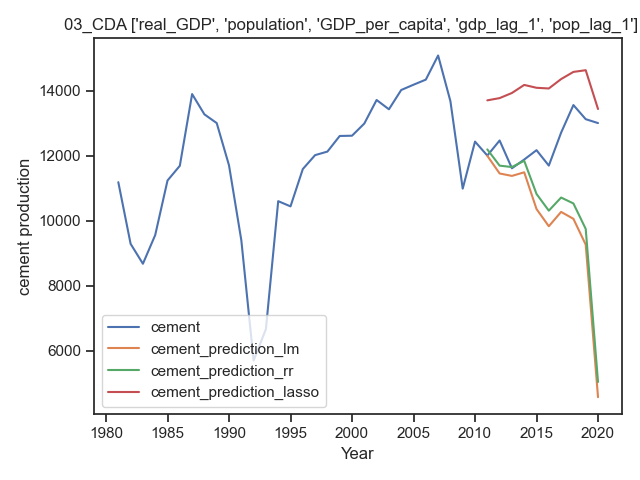 03_CDA ['real_GDP', 'population', 'GDP_per_capita', 'gdp_lag_1', 'pop_lag_1']
cement production
14000
12000
10000
8000
6000
cement
cement_prediction_lm
cement_prediction_rr
cement_prediction_lasso
1980 1985 1990 1995 2000 2005 2010 2015 2020
Year